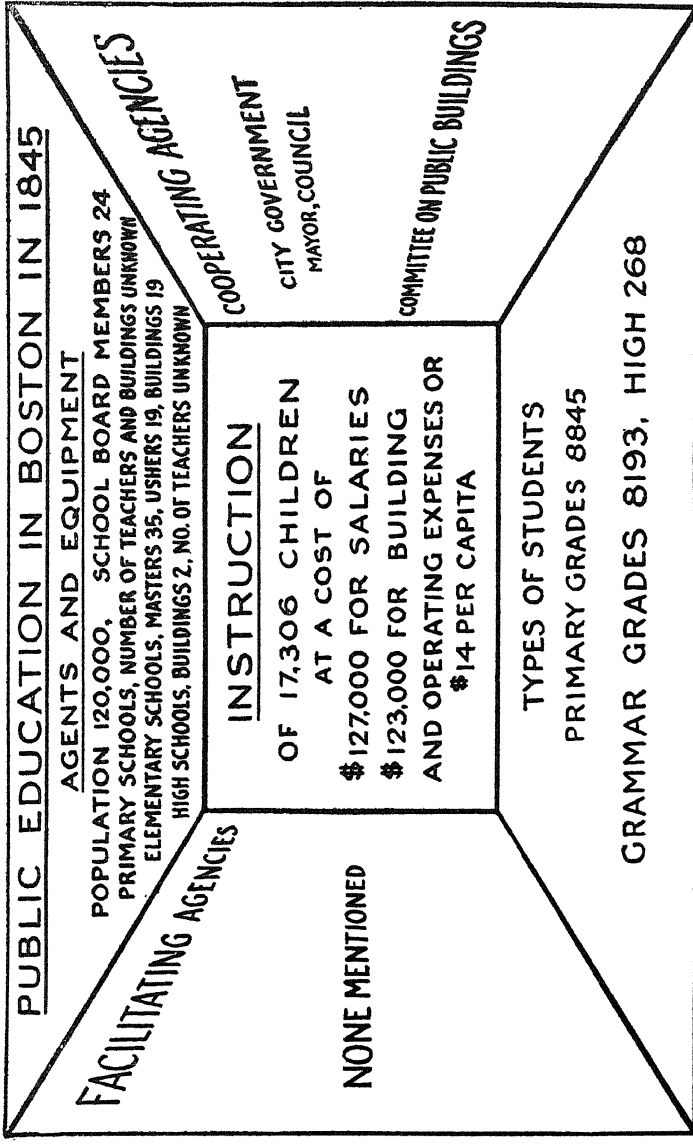 PUBLIC EDUCATION IN BOSTON IN 1845
AGENTS AND EQUIPMENT
POPULATION 120,000, SCHOOL BOARD MEMBERS 24
PRIMARY SCHOOLS, NUMBER OF TEACHERS AND BUILDINGS UNKNOWN
ELEMENTARY SCHOOLS, MASTERS 35, USHERS 19, BUILDINGS 19
HIGH SCHOOLS, BUILDINGS 2, NO. OF TEACHERS UNKNOWN
FACILITATING AGENCIES
NONE MENTIONED
INSTRUCTION
OF 17,306 CHILDREN
AT A COST OF
$127,000 FOR SALARIES
$123,000 FOR BUILDING
AND OPERATING EXPENSES OR
$14 PER CAPITA
COOPERATING AGENCIES
CITY GOVERNMENT
MAYOR, COUNCIL
COMMITTEE ON PUBLIC BUILDINGS
TYPES OF STUDENTS
PRIMARY GRADES 8845
GRAMMAR GRADES 8193, HIGH 268